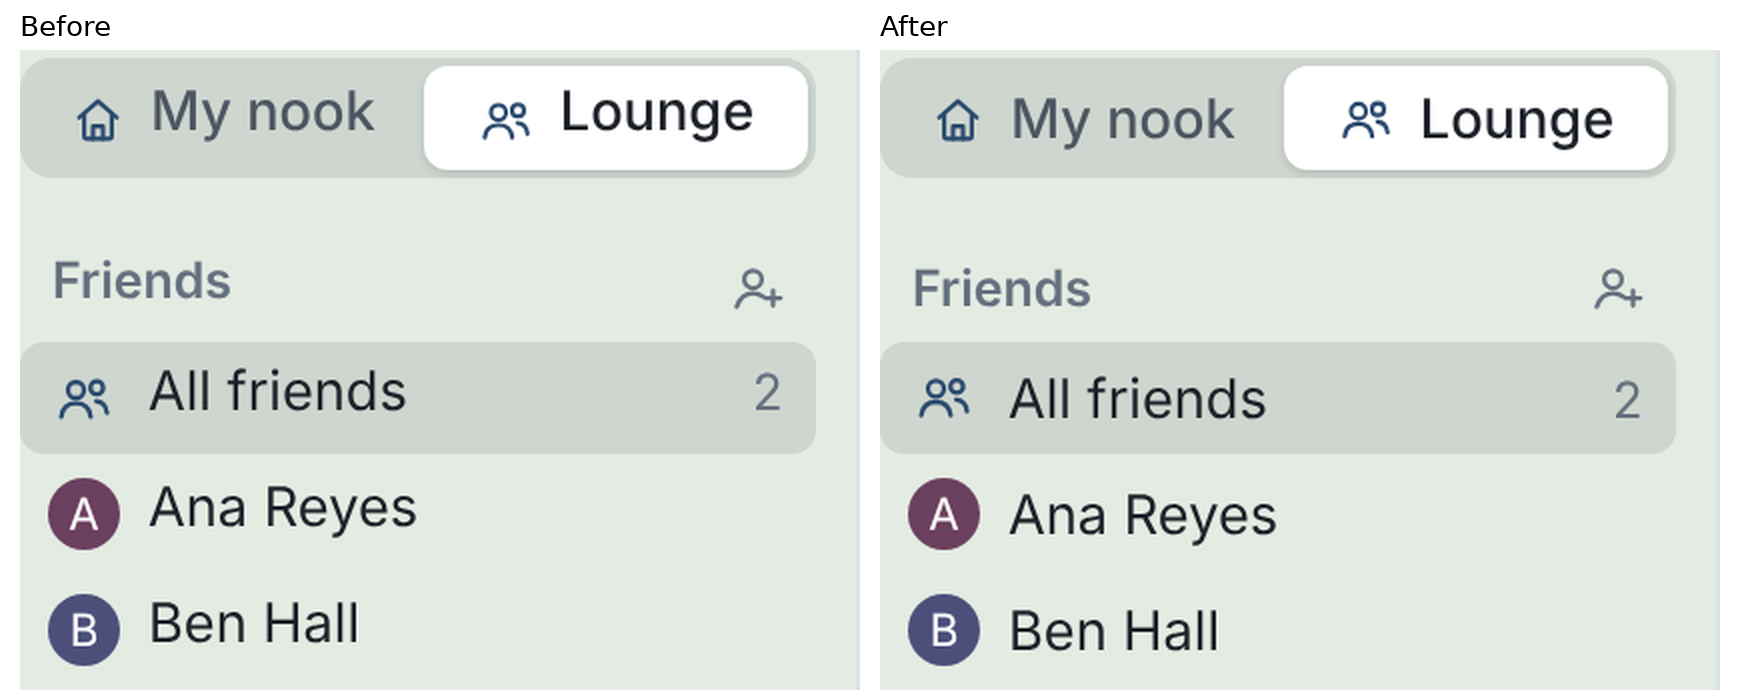 Before
My nook Lounge
Friends
All friends 2
A Ana Reyes
B Ben Hall
After
My nook Lounge
Friends
All friends 2
A Ana Reyes
B Ben Hall